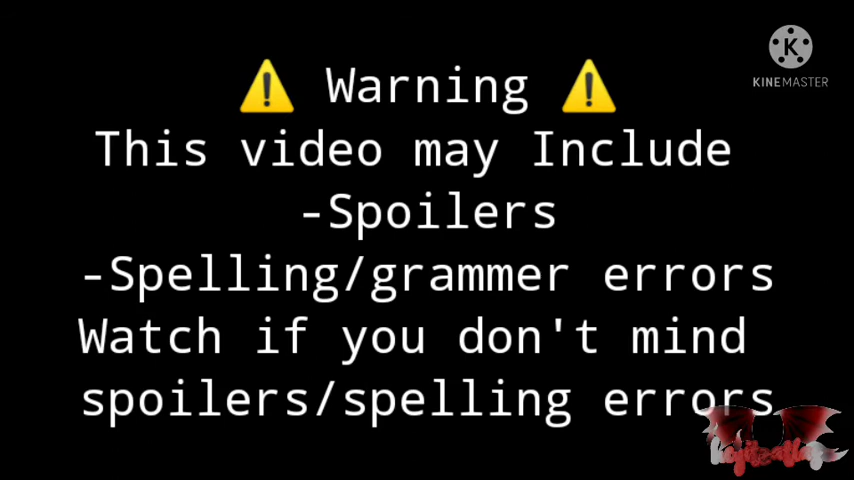 ⚠️ Warning ⚠️
This video may Include
-Spoilers
-Spelling/grammer errors
Watch if you don't mind
spoilers/spelling errors
K
KINEMASTER